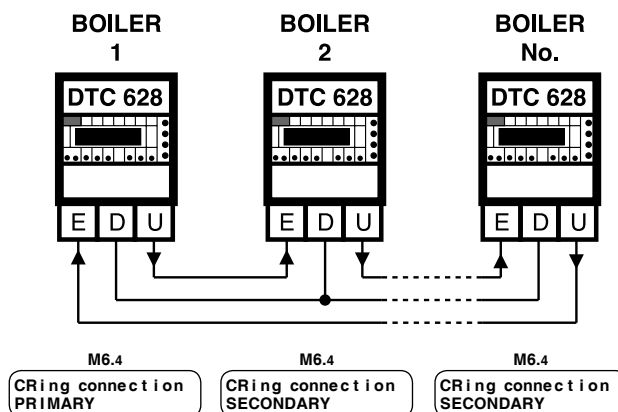 BOILER 1
BOILER 2
BOILER No.
DTC 628
DTC 628
DTC 628
E D U
E D U
E D U
M6.4
CRing connection
PRIMARY
M6.4
CRing connection
SECONDARY
M6.4
CRing connection
SECONDARY